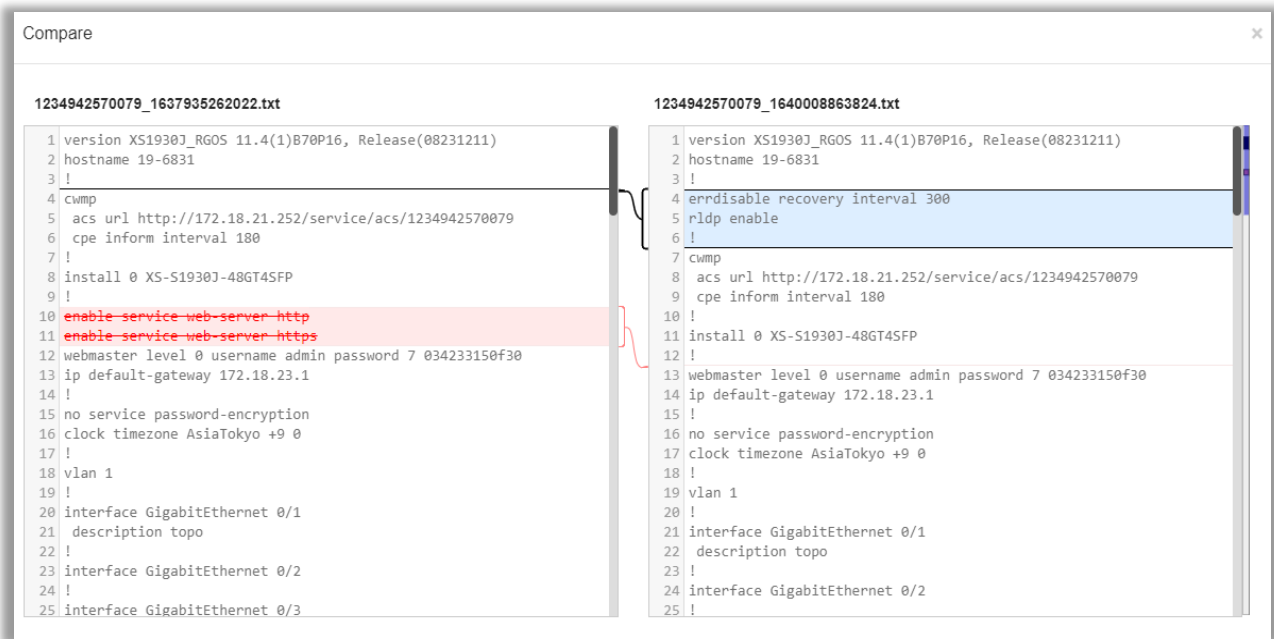 Compare
×
1234942570079_1637935262022.txt
1 version XS1930J_RGOS 11.4(1)B70P16, Release(08231211)
2 hostname 19-6831
3 !
4 cwmp
5  acs url http://172.18.21.252/service/acs/1234942570079
6  cpe inform interval 180
7 !
8 install 0 XS-S1930J-48GT4SFP
9 !
10 enable service web-server http
11 enable service web-server https
12 webmaster level 0 username admin password 7 034233150f30
13 ip default-gateway 172.18.23.1
14 !
15 no service password-encryption
16 clock timezone AsiaTokyo +9 0
17 !
18 vlan 1
19 !
20 interface GigabitEthernet 0/1
21  description topo
22 !
23 interface GigabitEthernet 0/2
24 !
25 interface GigabitEthernet 0/3
1234942570079_1640008863824.txt
1 version XS1930J_RGOS 11.4(1)B70P16, Release(08231211)
2 hostname 19-6831
3 !
4 errdisable recovery interval 300
5 rldp enable
6 !
7 cwmp
8  acs url http://172.18.21.252/service/acs/1234942570079
9  cpe inform interval 180
10 !
11 install 0 XS-S1930J-48GT4SFP
12 !
13 webmaster level 0 username admin password 7 034233150f30
14 ip default-gateway 172.18.23.1
15 !
16 no service password-encryption
17 clock timezone AsiaTokyo +9 0
18 !
19 vlan 1
20 !
21 interface GigabitEthernet 0/1
22  description topo
23 !
24 interface GigabitEthernet 0/2
25 !